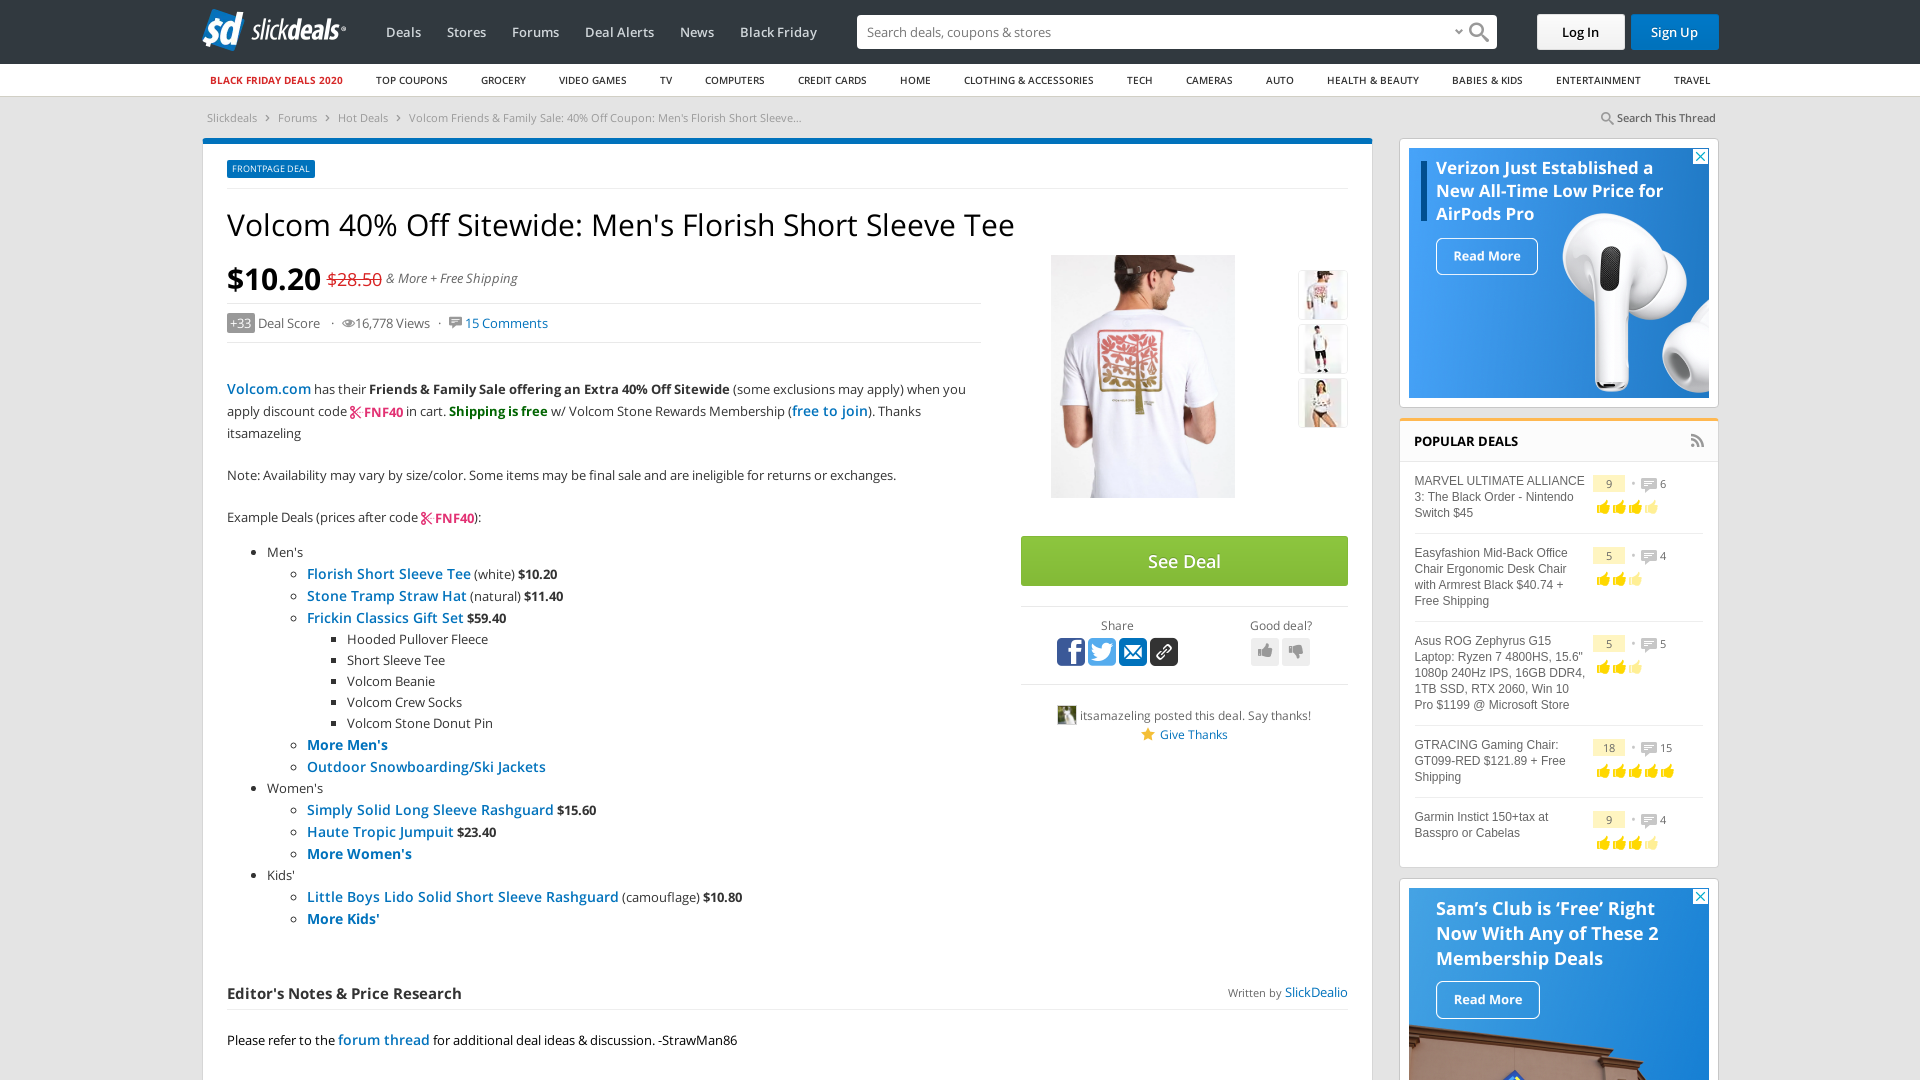 slickdeals
Deals
Stores
Forums
Deal Alerts
News
Black Friday
Search deals, coupons & stores
Log In
Sign Up
BLACK FRIDAY DEALS 2020
TOP COUPONS
GROCERY
VIDEO GAMES
TV
COMPUTERS
CREDIT CARDS
HOME
CLOTHING & ACCESSORIES
TECH
CAMERAS
AUTO
HEALTH & BEAUTY
BABIES & KIDS
ENTERTAINMENT
TRAVEL
Slickdeals › Forums › Hot Deals › Volcom Friends & Family Sale: 40% Off Coupon: Men's Florish Short Sleeve...
Search This Thread
FRONTPAGE DEAL
Volcom 40% Off Sitewide: Men's Florish Short Sleeve Tee
$10.20 $28.50 & More + Free Shipping
+33 Deal Score · 16,778 Views · 15 Comments
Volcom.com has their Friends & Family Sale offering an Extra 40% Off Sitewide (some exclusions may apply) when you
apply discount code FNF40 in cart. Shipping is free w/ Volcom Stone Rewards Membership (free to join). Thanks
itsamazeling
Note: Availability may vary by size/color. Some items may be final sale and are ineligible for returns or exchanges.
Example Deals (prices after code FNF40):
Men's
Florish Short Sleeve Tee (white) $10.20
Stone Tramp Straw Hat (natural) $11.40
Frickin Classics Gift Set $59.40
Hooded Pullover Fleece
Short Sleeve Tee
Volcom Beanie
Volcom Crew Socks
Volcom Stone Donut Pin
More Men's
Outdoor Snowboarding/Ski Jackets
Women's
Simply Solid Long Sleeve Rashguard $15.60
Haute Tropic Jumpuit $23.40
More Women's
Kids'
Little Boys Lido Solid Short Sleeve Rashguard (camouflage) $10.80
More Kids'
See Deal
Share
Good deal?
itsamazeling posted this deal. Say thanks!
Give Thanks
Editor's Notes & Price Research
Written by SlickDealio
Please refer to the forum thread for additional deal ideas & discussion. -StrawMan86
Verizon Just Established a
New All-Time Low Price for
AirPods Pro
Read More
POPULAR DEALS
MARVEL ULTIMATE ALLIANCE
3: The Black Order - Nintendo
Switch $45
9 • 6
Easyfashion Mid-Back Office
Chair Ergonomic Desk Chair
with Armrest Black $40.74 +
Free Shipping
5 • 4
Asus ROG Zephyrus G15
Laptop: Ryzen 7 4800HS, 15.6"
1080p 240Hz IPS, 16GB DDR4,
1TB SSD, RTX 2060, Win 10
Pro $1199 @ Microsoft Store
5 • 5
GTRACING Gaming Chair:
GT099-RED $121.89 + Free
Shipping
18 • 15
Garmin Instict 150+tax at
Basspro or Cabelas
9 • 4
Sam's Club is 'Free' Right
Now With Any of These 2
Membership Deals
Read More